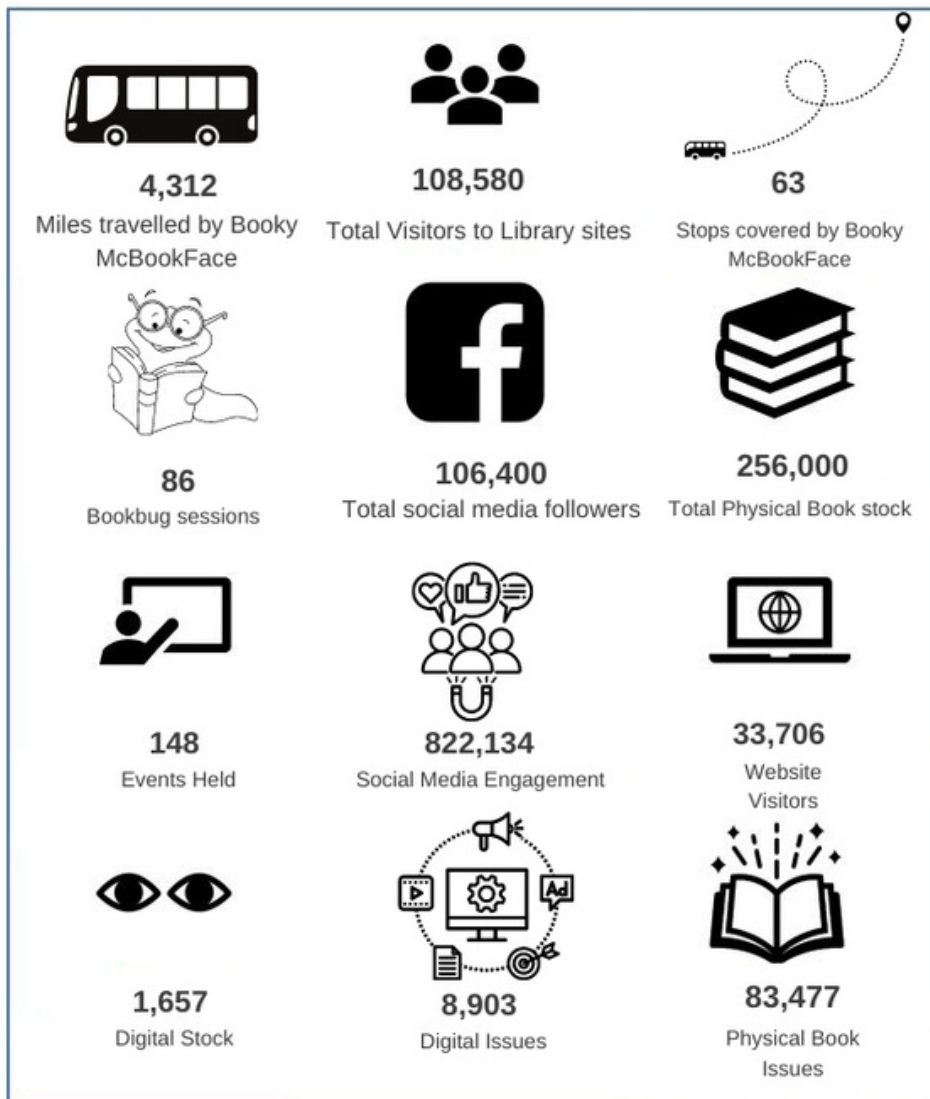 4,312
Miles travelled by Booky
McBookFace
108,580
Total Visitors to Library sites
63
Stops covered by Booky
McBookFace
86
Bookbug sessions
106,400
Total social media followers
256,000
Total Physical Book stock
148
Events Held
822,134
Social Media Engagement
33,706
Website
Visitors
1,657
Digital Stock
Ad
8,903
Digital Issues
83,477
Physical Book
Issues